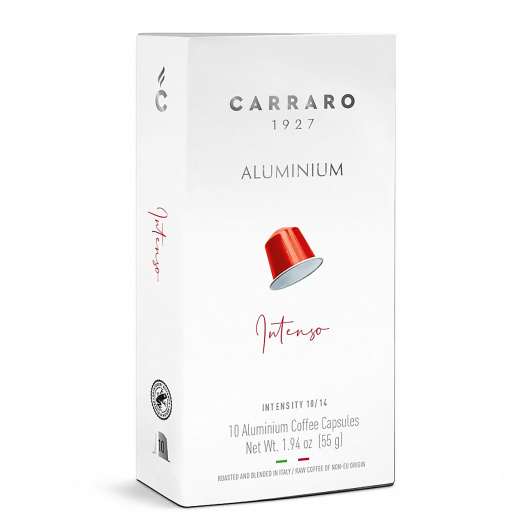 CARRARO
1927
ALUMINIUM
Intenso
INTENSITY 10/14
10 Aluminium Coffee Capsules
Net Wt. 1.94 oz (55 g)
ROASTED AND BLENDED IN ITALY / RAW COFFEE OF NON-EU ORIGIN
C
Intenso
10